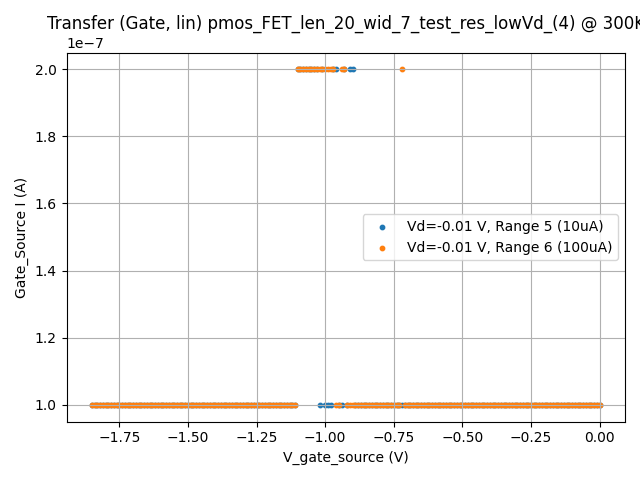 Transfer (Gate, lin) pmos_FET_len_20_wid_7_test_res_lowVd_(4) @ 300K
1e−7
2.0
1.8
1.6
1.4
1.2
1.0
Gate_Source I (A)
Vd=-0.01 V, Range 5 (10uA)
Vd=-0.01 V, Range 6 (100uA)
−1.75 −1.50 −1.25 −1.00 −0.75 −0.50 −0.25 0.00
V_gate_source (V)